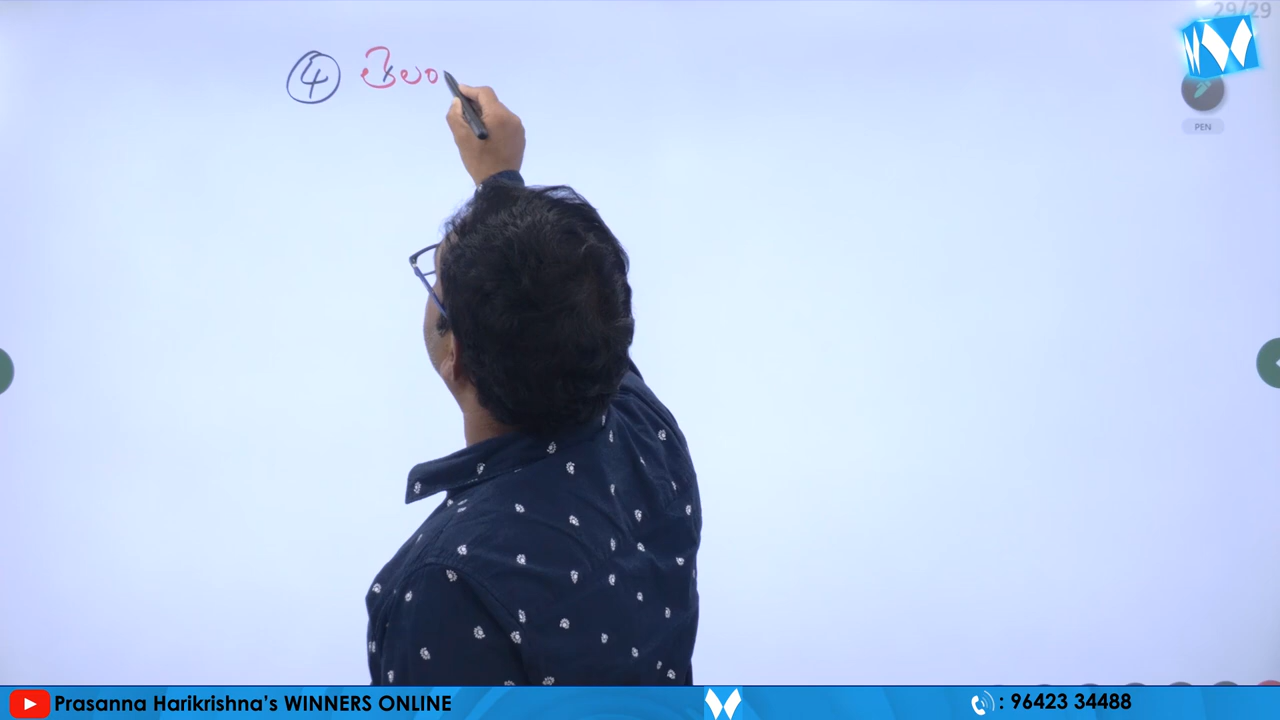 29/29
④ తెలం
PEN
Prasanna Harikrishna's WINNERS ONLINE
: 96423 34488